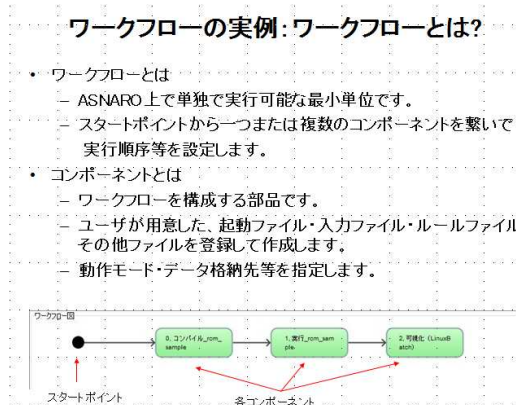 ワークフローの実例：ワークフローとは?
• ワークフローとは
– ASNARO上で単独で実行可能な最小単位です。
– スタートポイントから一つまたは複数のコンポーネントを繋いで
実行順序等を設定します。
• コンポーネントとは
– ワークフローを構成する部品です。
– ユーザが用意した、起動ファイル・入力ファイル・ルールファイル
その他ファイルを登録して作成します。
– 動作モード・データ格納先等を指定します。
ワークフロー図
0. コンパイル_rom_
sample
1. 実行_rom_sam
ple
2. 可視化 (LinuxB
atch)
スタートポイント
各コンポーネント